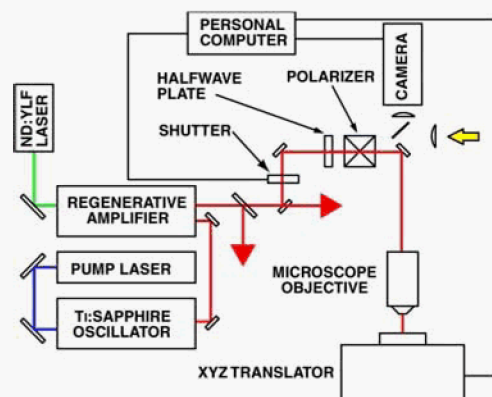 PERSONAL
COMPUTER
CAMERA
HALFWAVE
PLATE
POLARIZER
SHUTTER
ND:YLF
LASER
REGENERATIVE
AMPLIFIER
PUMP LASER
TI:SAPPHIRE
OSCILLATOR
MICROSCOPE
OBJECTIVE
XYZ TRANSLATOR